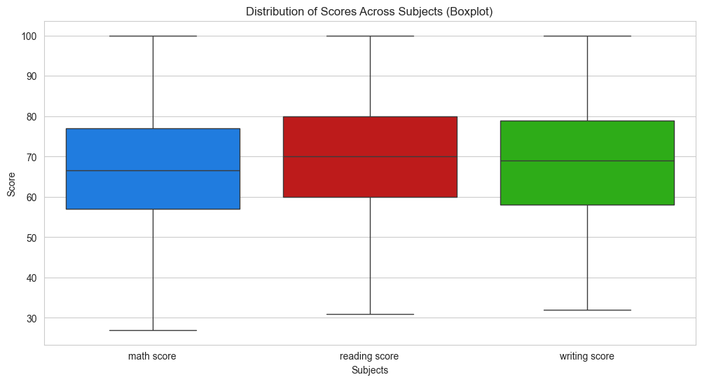 Distribution of Scores Across Subjects (Boxplot)
100
90
80
70
60
50
40
30
Score
math score reading score writing score
Subjects